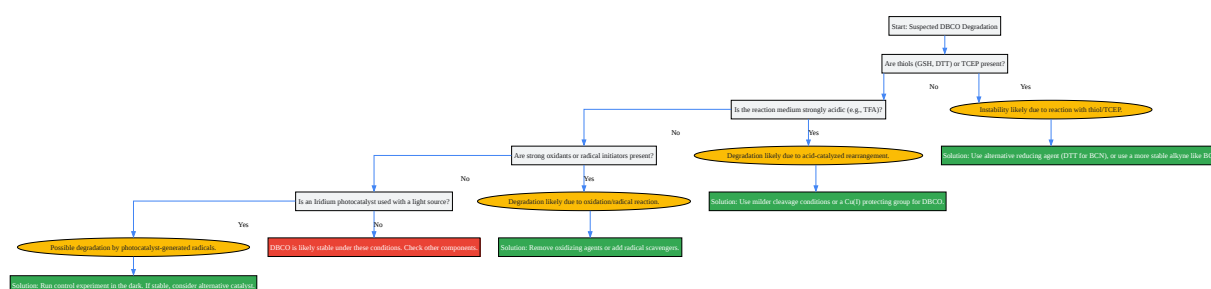 Start: Suspected DBCO Degradation
Are thiols (GSH, DTT) or TCEP present?
No
Yes
Is the reaction medium strongly acidic (e.g., TFA)?
Instability likely due to reaction with thiol/TCEP.
No
Yes
Are strong oxidants or radical initiators present?
Degradation likely due to acid-catalyzed rearrangement.
Solution: Use alternative reducing agent (DTT for BCN), or use a more stable alkyne like BC
No
Yes
Is an Iridium photocatalyst used with a light source?
Degradation likely due to oxidation/radical reaction.
Solution: Use milder cleavage conditions or a Cu(I) protecting group for DBCO.
Yes
No
Possible degradation by photocatalyst-generated radicals.
DBCO is likely stable under these conditions. Check other components.
Solution: Remove oxidizing agents or add radical scavengers.
Solution: Run control experiment in the dark. If stable, consider alternative catalyst.